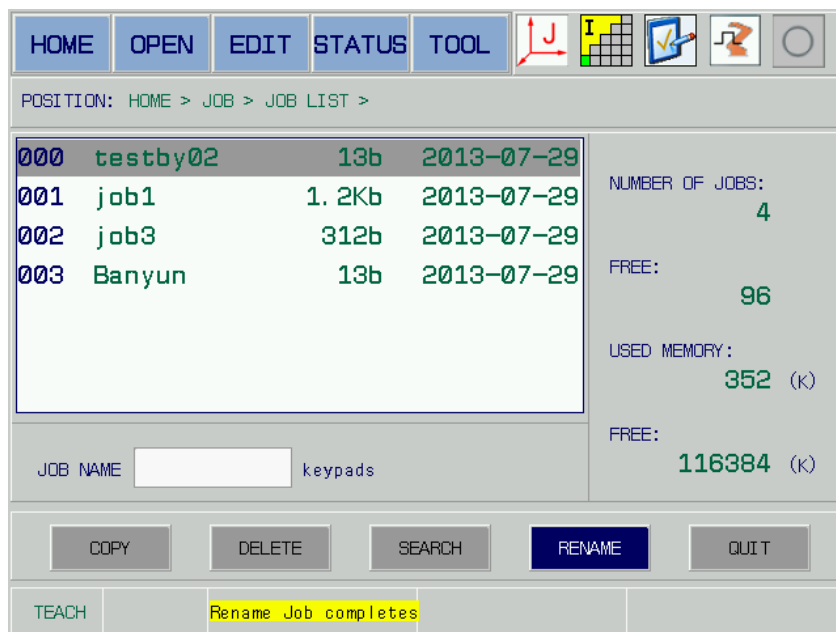 HOME OPEN EDIT STATUS TOOL J I
POSITION: HOME > JOB > JOB LIST >
000 testby02 13b 2013-07-29
001 job1 1.2Kb 2013-07-29
002 job3 312b 2013-07-29
003 Banyun 13b 2013-07-29
NUMBER OF JOBS:
4
FREE:
96
USED MEMORY:
352 (K)
FREE:
116384 (K)
JOB NAME keypads
COPY DELETE SEARCH RENAME QUIT
TEACH Rename Job completes